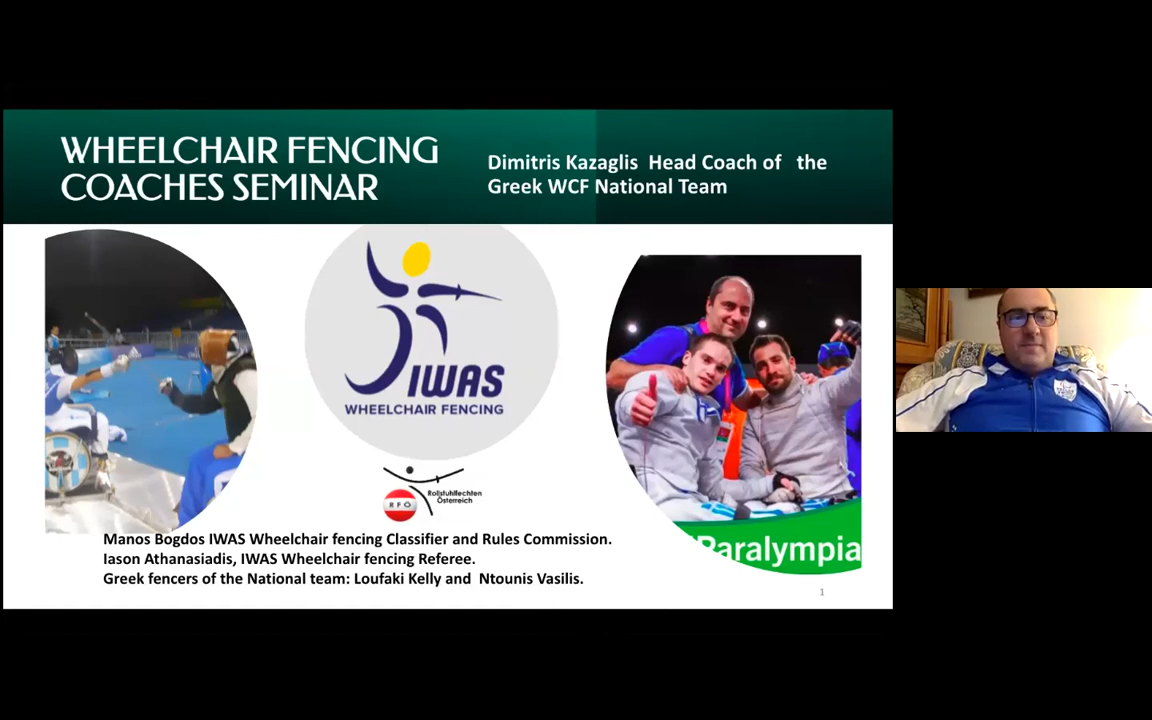 WHEELCHAIR FENCING
COACHES SEMINAR
Dimitris Kazaglis Head Coach of the
Greek WCF National Team
IWAS
WHEELCHAIR FENCING
Rollstuhlfechten
Österreich
RFÖ
#Paralympia
Manos Bogdos IWAS Wheelchair fencing Classifier and Rules Commission.
Iason Athanasiadis, IWAS Wheelchair fencing Referee.
Greek fencers of the National team: Loufaki Kelly and Ntounis Vasilis.
1